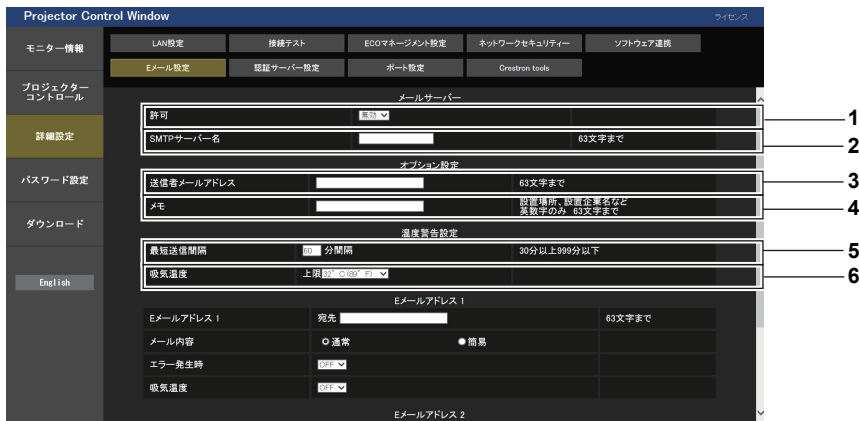 Projector Control Window ライセンス
モニター情報
プロジェクター
コントロール
詳細設定
パスワード設定
ダウンロード
English
LAN設定 接続テスト ECOマネージメント設定 ネットワークセキュリティー ソフトウェア連携
Eメール設定 認証サーバー設定 ポート設定 Crestron tools
メールサーバー
許可 無効 1
SMTPサーバー名 63文字まで 2
オプション設定
送信者メールアドレス 63文字まで 3
メモ 設置場所、設置企業名など
英数字のみ 63文字まで 4
温度警告設定
最短送信間隔 60 分間隔 30分以上999分以下 5
吸気温度 上限 32°C(89°F) 6
Eメールアドレス 1
Eメールアドレス 1 宛先 63文字まで
メール内容 通常 簡易
エラー発生時 OFF
吸気温度 OFF
Eメールアドレス 2